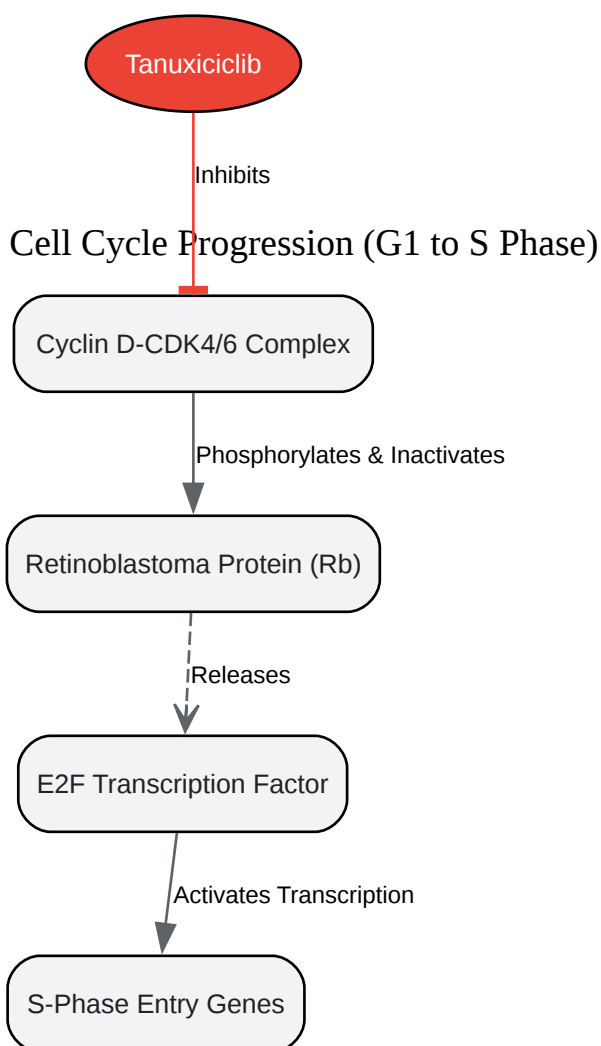 Tanuxiciclib
Inhibits
Cell Cycle Progression (G1 to S Phase)
Cyclin D-CDK4/6 Complex
Phosphorylates & Inactivates
Retinoblastoma Protein (Rb)
Releases
E2F Transcription Factor
Activates Transcription
S-Phase Entry Genes